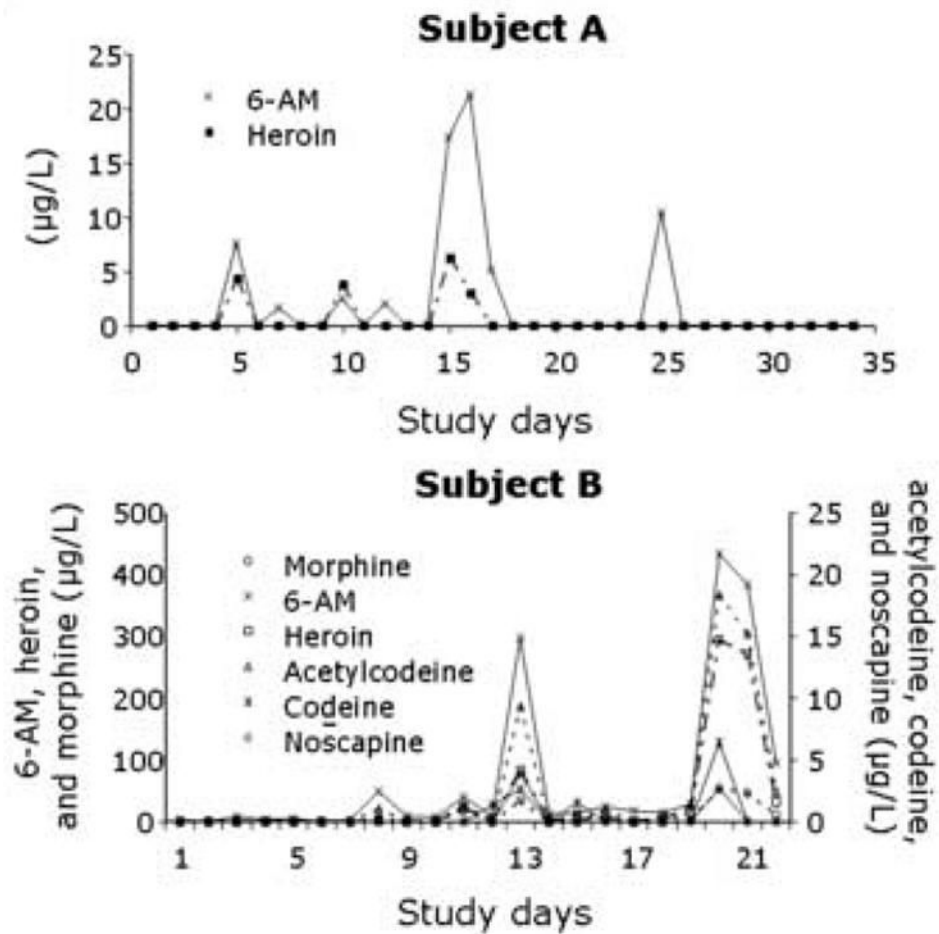 Subject A
25
20
15
10
5
0
(µg/L)
6-AM
Heroin
0 5 10 15 20 25 30 35
Study days
Subject B
500
400
300
200
100
0
6-AM, heroin,
and morphine (µg/L)
Morphine
6-AM
Heroin
Acetylcodeine
Codeine
Noscapine
25
20
15
10
5
0
acetylcodeine, codeine,
and noscapine (µg/L)
1 5 9 13 17 21
Study days